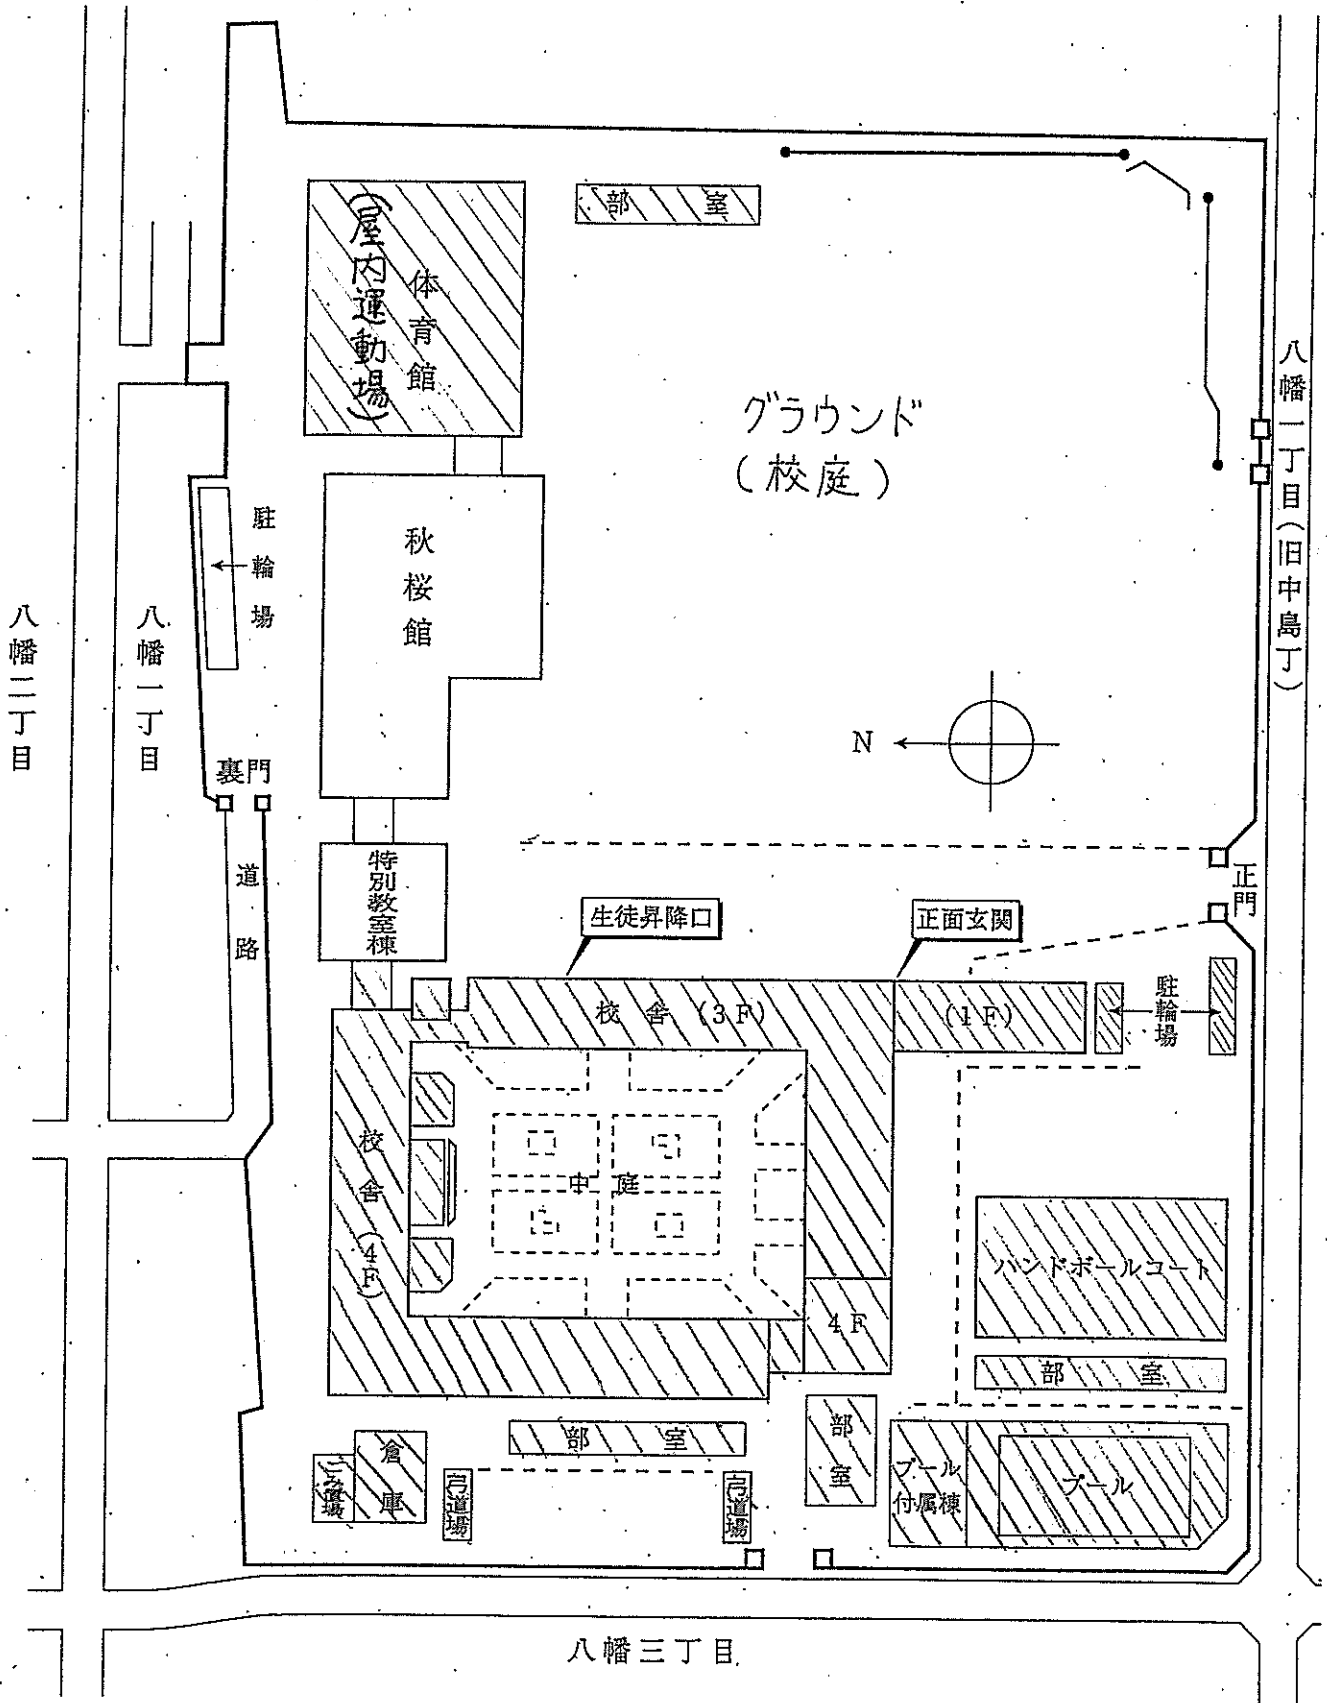 部室
体育館
(屋内運動場)
グラウンド
(校庭)
八幡一丁目(旧中島丁)
駐輪場
秋桜館
八幡二丁目
八幡一丁目
N
裏門
正門
道路
特別教室棟
生徒昇降口
正面玄関
校舎(3F)
(1F)
駐輪場
校舎(4F)
中庭
ハンドボールコート
4F
部室
部室
部室
倉庫
弓道場
弓道場
プール付属棟
プール
八幡三丁目